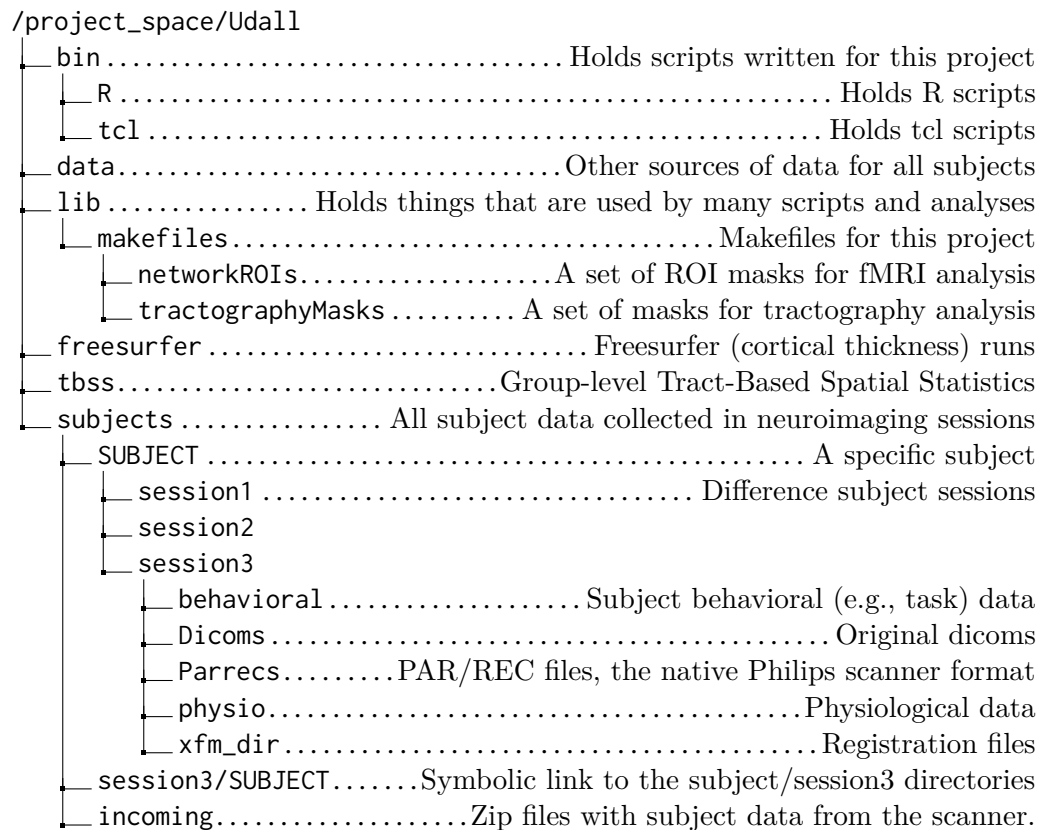 /project_space/Udall
bin.................................Holds scripts written for this project
R....................................................Holds R scripts
tcl.................................................Holds tcl scripts
data................................Other sources of data for all subjects
lib................Holds things that are used by many scripts and analyses
makefiles...................................Makefiles for this project
networkROIs..................A set of ROI masks for fMRI analysis
tractographyMasks..........A set of masks for tractography analysis
freesurfer............................Freesurfer (cortical thickness) runs
tbss............................Group-level Tract-Based Spatial Statistics
subjects.................All subject data collected in neuroimaging sessions
SUBJECT............................................A specific subject
session1...............................Difference subject sessions
session2
session3
behavioral...................Subject behavioral (e.g., task) data
Dicoms.........................................Original dicoms
Parrecs.........PAR/REC files, the native Philips scanner format
physio.......................................Physiological data
xfm_dir.......................................Registration files
session3/SUBJECT.......Symbolic link to the subject/session3 directories
incoming...................Zip files with subject data from the scanner.